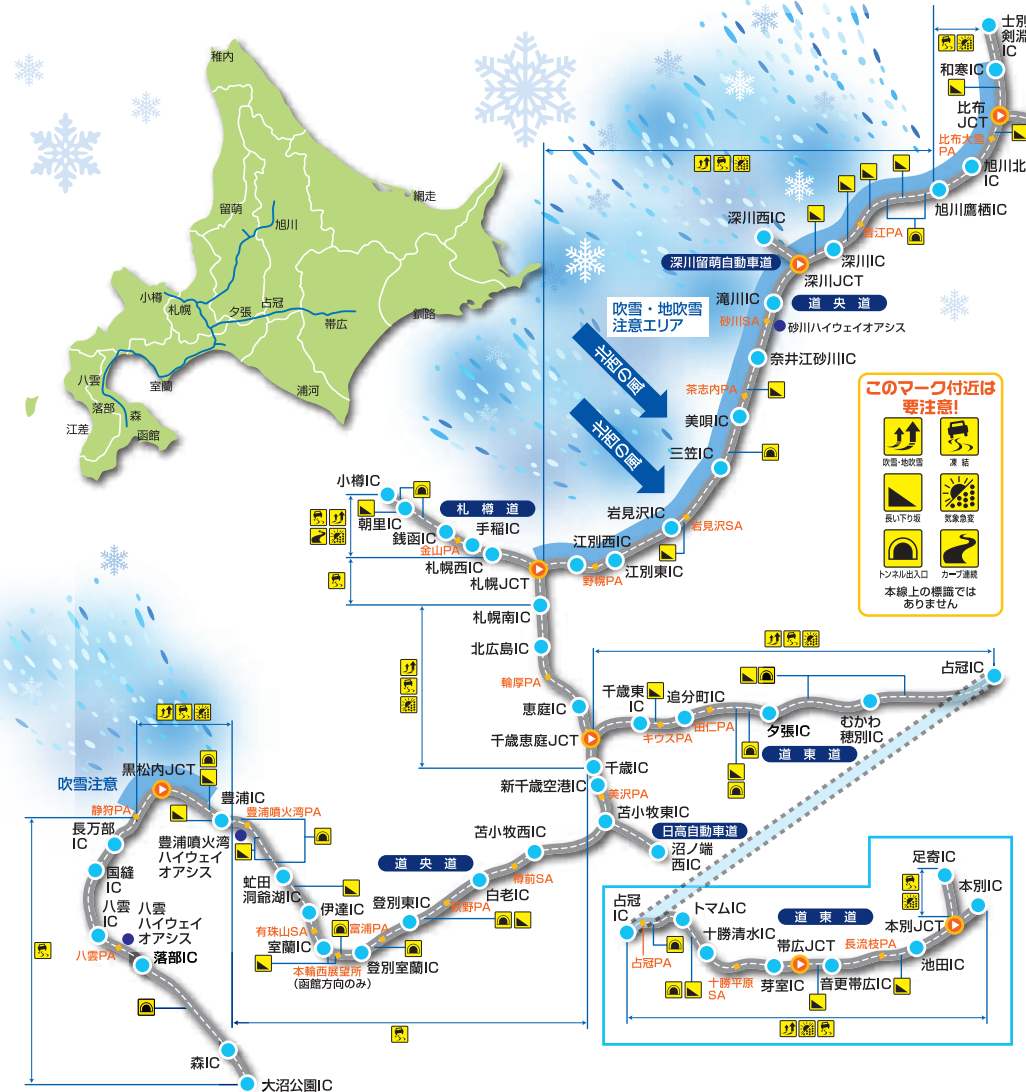 稚内
網走
留萌
旭川
小樽
札幌
夕張
占冠
帯広
釧路
八雲
室蘭
浦河
落部
森
江差
函館
士別
剣淵
IC
和寒IC
比布
JCT
比布大雪
PA
旭川北
IC
旭川鷹栖IC
音江PA
深川西IC
深川IC
深川JCT
深川留萌自動車道
滝川IC
道央道
砂川SA
砂川ハイウェイオアシス
吹雪・地吹雪
注意エリア
北西の風
北西の風
奈井江砂川IC
茶志内PA
美唄IC
三笠IC
岩見沢IC
岩見沢SA
江別西IC
江別東IC
野幌PA
このマーク付近は
要注意!
吹雪・地吹雪
凍結
長い下り坂
気象急変
トンネル出入口
カーブ連続
本線上の標識では
ありません
小樽IC
朝里IC
札樽道
銭函IC
手稲IC
金山PA
札幌西IC
札幌JCT
札幌南IC
北広島IC
輪厚PA
恵庭IC
千歳恵庭JCT
千歳東
IC
キウスPA
追分町IC
由仁PA
夕張IC
むかわ
穂別IC
占冠IC
道東道
千歳IC
新千歳空港IC
美沢PA
苫小牧東IC
日高自動車道
沼ノ端
西IC
苫小牧西IC
道央道
樽前SA
白老IC
萩野PA
登別東IC
富浦PA
登別室蘭IC
本輪西展望所
(函館方向のみ)
室蘭IC
有珠山SA
伊達IC
虻田
洞爺湖IC
豊浦噴火湾PA
豊浦噴火湾
ハイウェイ
オアシス
豊浦IC
黒松内JCT
吹雪注意
静狩PA
長万部
IC
国縫
IC
八雲
IC
八雲
ハイウェイ
オアシス
八雲PA
落部IC
森IC
大沼公園IC
占冠
IC
占冠PA
トマムIC
十勝清水IC
十勝平原
SA
道東道
芽室IC
帯広JCT
音更帯広IC
長流枝PA
池田IC
本別JCT
足寄IC
本別IC